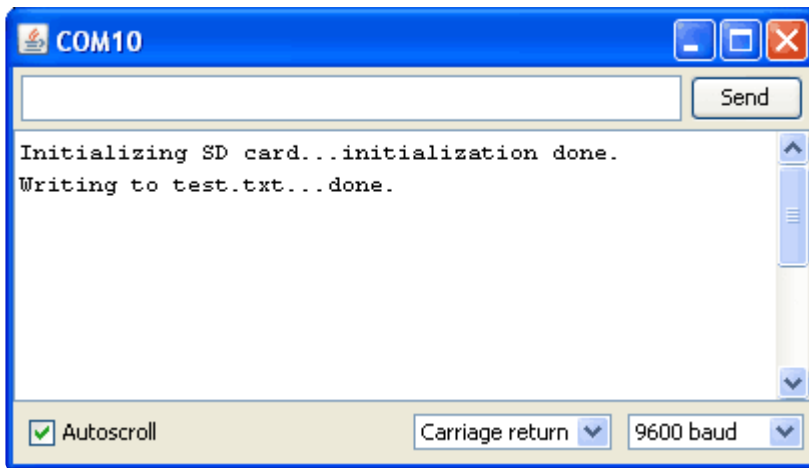 COM10
Send
Initializing SD card...initialization done.
Writing to test.txt...done.
Autoscroll
Carriage return
9600 baud